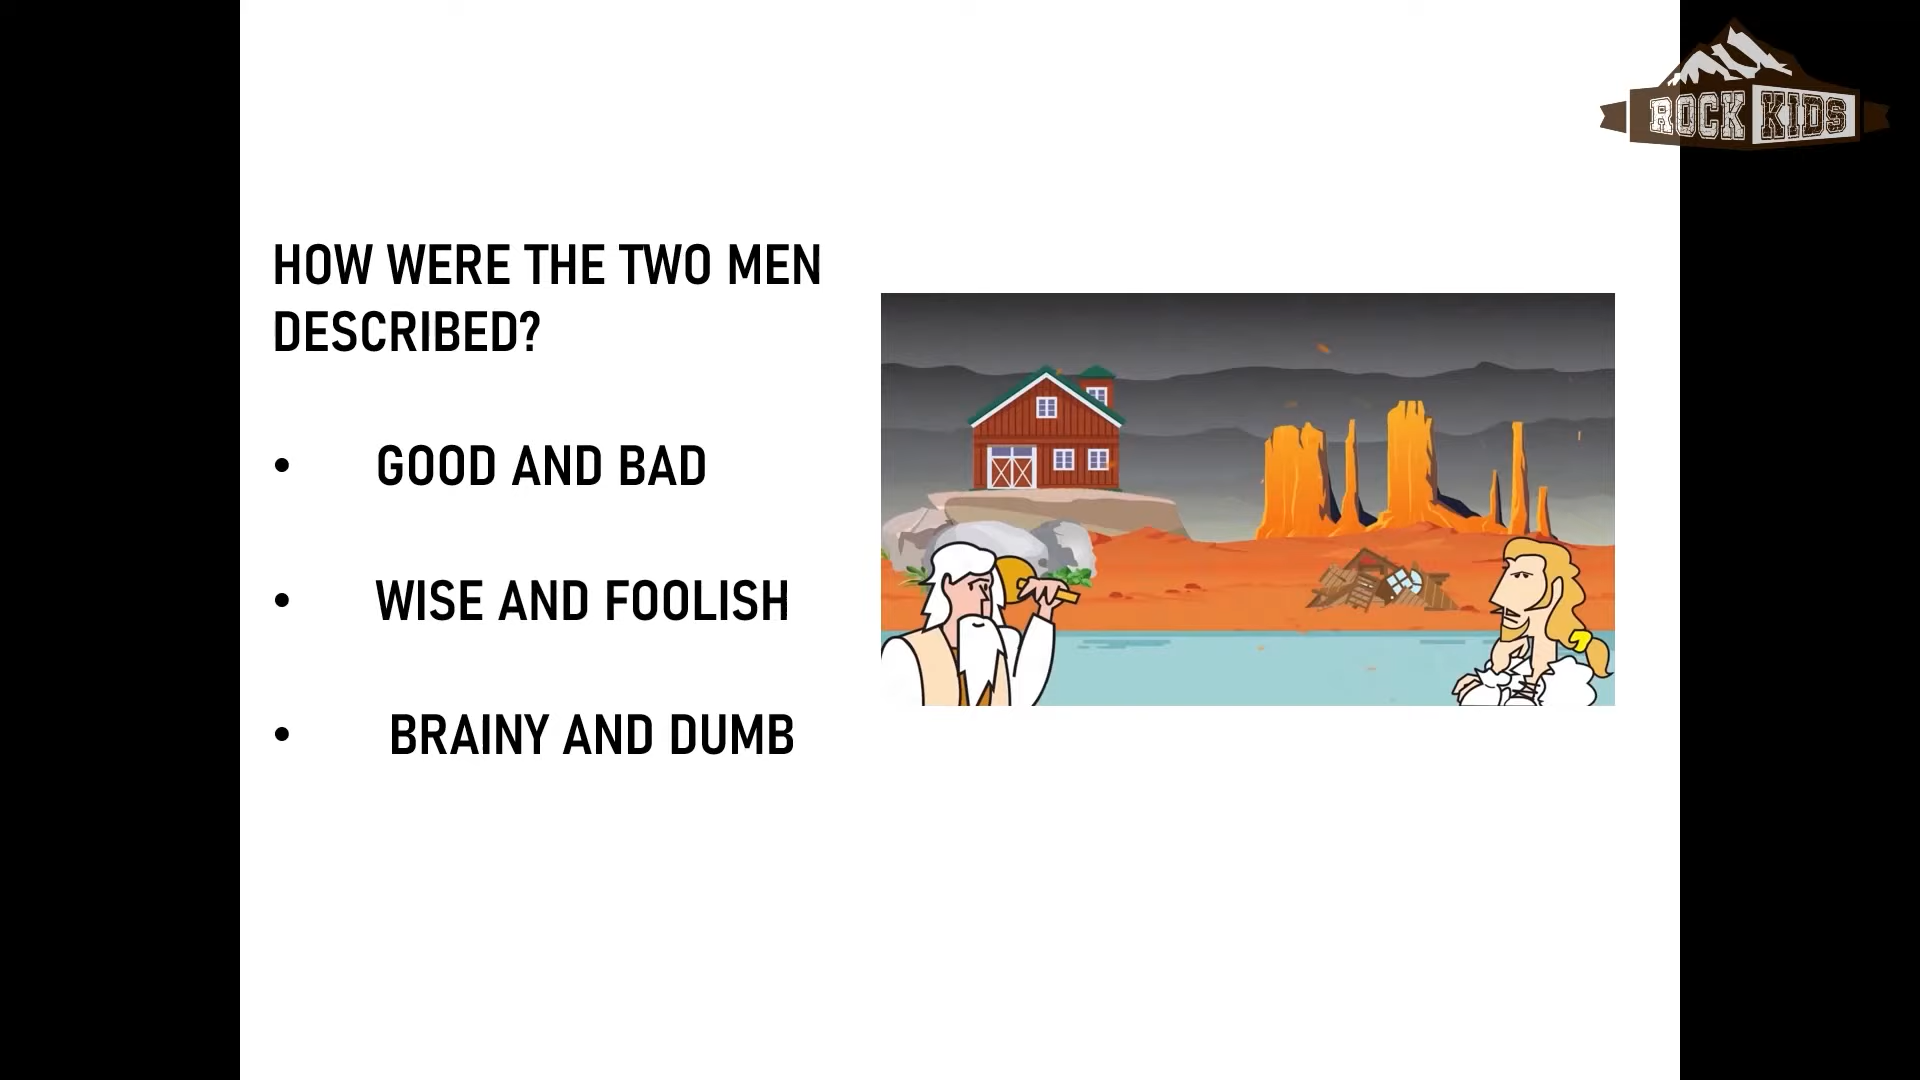 ROCK KIDS
HOW WERE THE TWO MEN
DESCRIBED?
• GOOD AND BAD
• WISE AND FOOLISH
• BRAINY AND DUMB